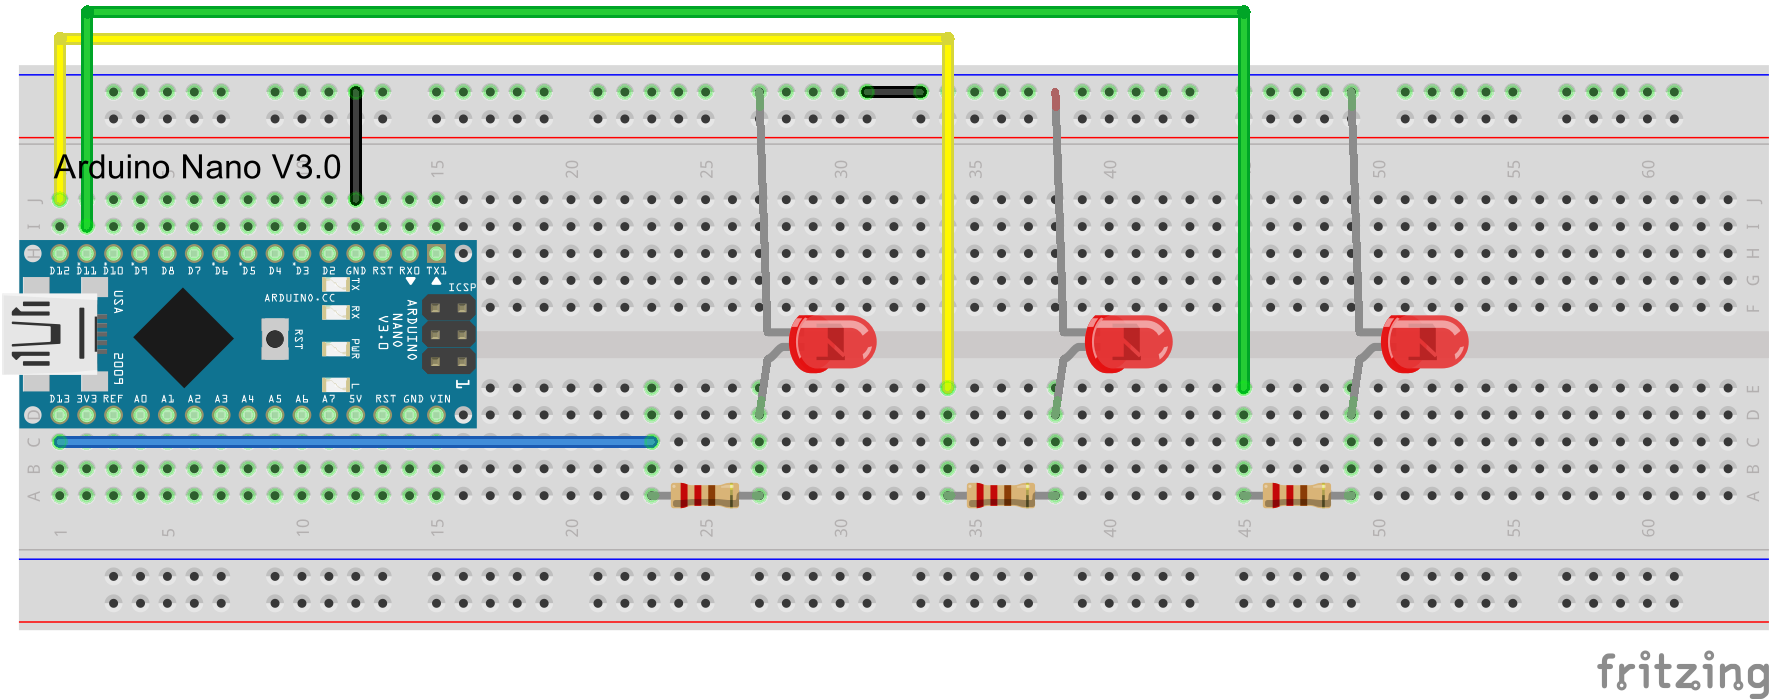 Arduino Nano V3.0
5 15 20 25 30 35 40 45 50 55 60
J J
I I
H H
G
F
D12 D11 D10 D9 D8 D7 D6 D5 D4 D3 D2 GND RST RX0 TX1
ICSP
USA
ARDUINO.CC
TX
RX
RST
PWR
L
ARDUINO
NANO
V3.0
2009
1
D13 3V3 REF A0 A1 A2 A3 A4 A5 A6 A7 5V RST GND VIN
E
D D
C C
B B
A A
1 5 10 15 20 25 30 35 40 45 50 55 60
fritzing